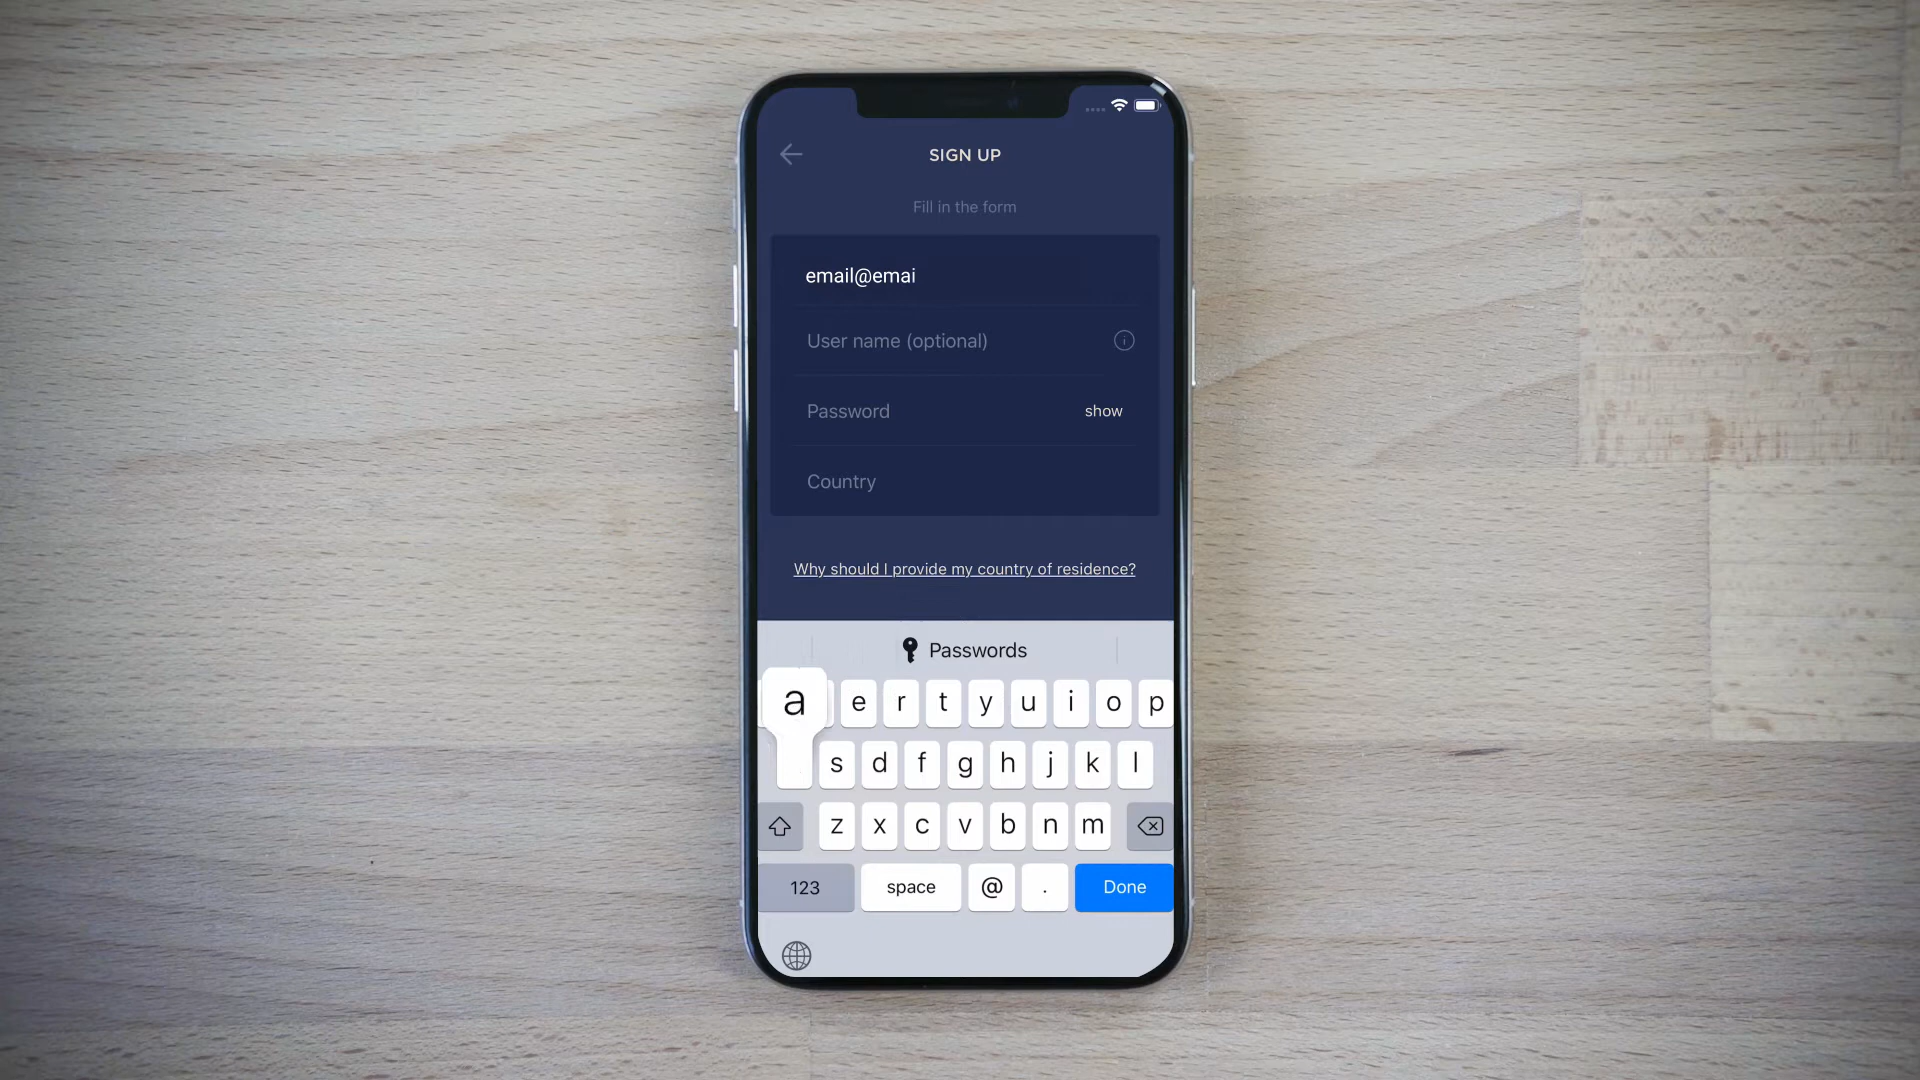 SIGN UP
Fill in the form
email@emai
User name (optional)
Password show
Country
Why should I provide my country of residence?
Passwords
a e r t y u i o p
s d f g h j k l
z x c v b n m
123 space @ . Done